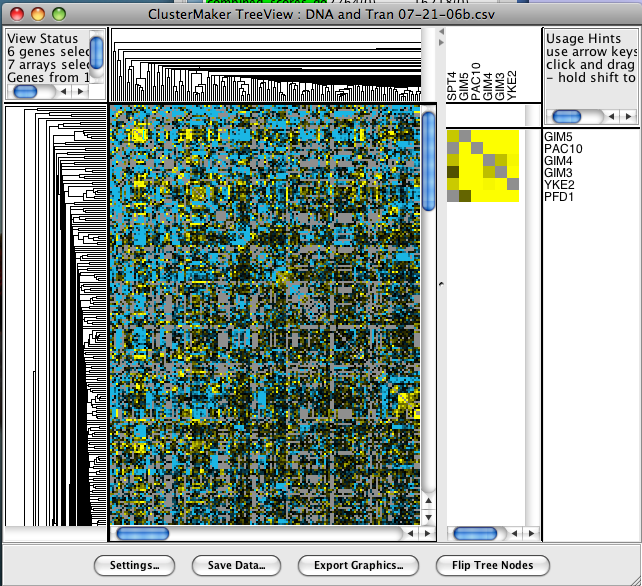 ClusterMaker TreeView : DNA and Tran 07-21-06b.csv
View Status
6 genes selec
7 arrays selec
Genes from 1
SPT4
GIM5
PAC10
GIM4
GIM3
YKE2
Usage Hints
use arrow keys
click and drag
- hold shift to
GIM5
PAC10
GIM4
GIM3
YKE2
PFD1
Settings...
Save Data...
Export Graphics...
Flip Tree Nodes